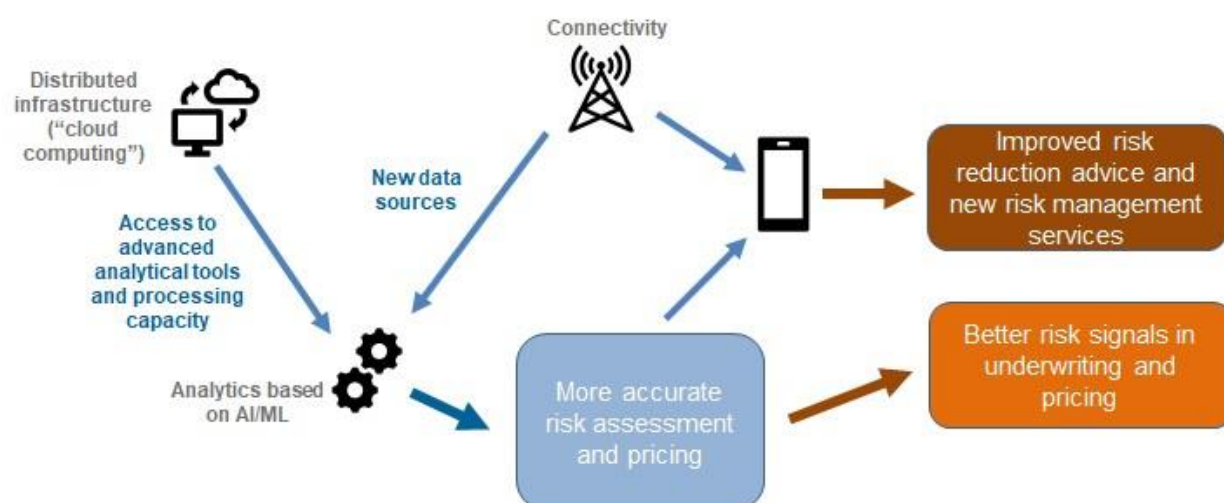 Connectivity
Distributed
infrastructure
("cloud
computing")
New data
sources
Access to
advanced
analytical tools
and processing
capacity
Analytics based
on AI/ML
More accurate
risk assessment
and pricing
Improved risk
reduction advice and
new risk management
services
Better risk signals in
underwriting and
pricing